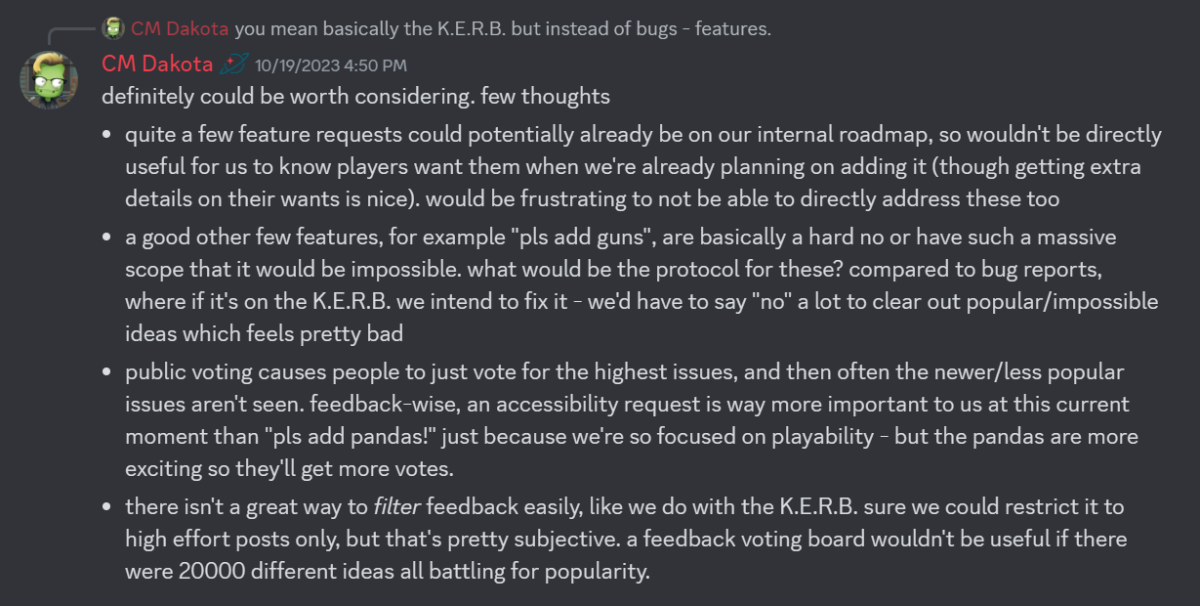 CM Dakota you mean basically the K.E.R.B. but instead of bugs - features.
CM Dakota 10/19/2023 4:50 PM
definitely could be worth considering. few thoughts
• quite a few feature requests could potentially already be on our internal roadmap, so wouldn't be directly
useful for us to know players want them when we're already planning on adding it (though getting extra
details on their wants is nice). would be frustrating to not be able to directly address these too
• a good other few features, for example "pls add guns", are basically a hard no or have such a massive
scope that it would be impossible. what would be the protocol for these? compared to bug reports,
where if it's on the K.E.R.B. we intend to fix it - we'd have to say "no" a lot to clear out popular/impossible
ideas which feels pretty bad
• public voting causes people to just vote for the highest issues, and then often the newer/less popular
issues aren't seen. feedback-wise, an accessibility request is way more important to us at this current
moment than "pls add pandas!" just because we're so focused on playability - but the pandas are more
exciting so they'll get more votes.
• there isn't a great way to filter feedback easily, like we do with the K.E.R.B. sure we could restrict it to
high effort posts only, but that's pretty subjective. a feedback voting board wouldn't be useful if there
were 20000 different ideas all battling for popularity.